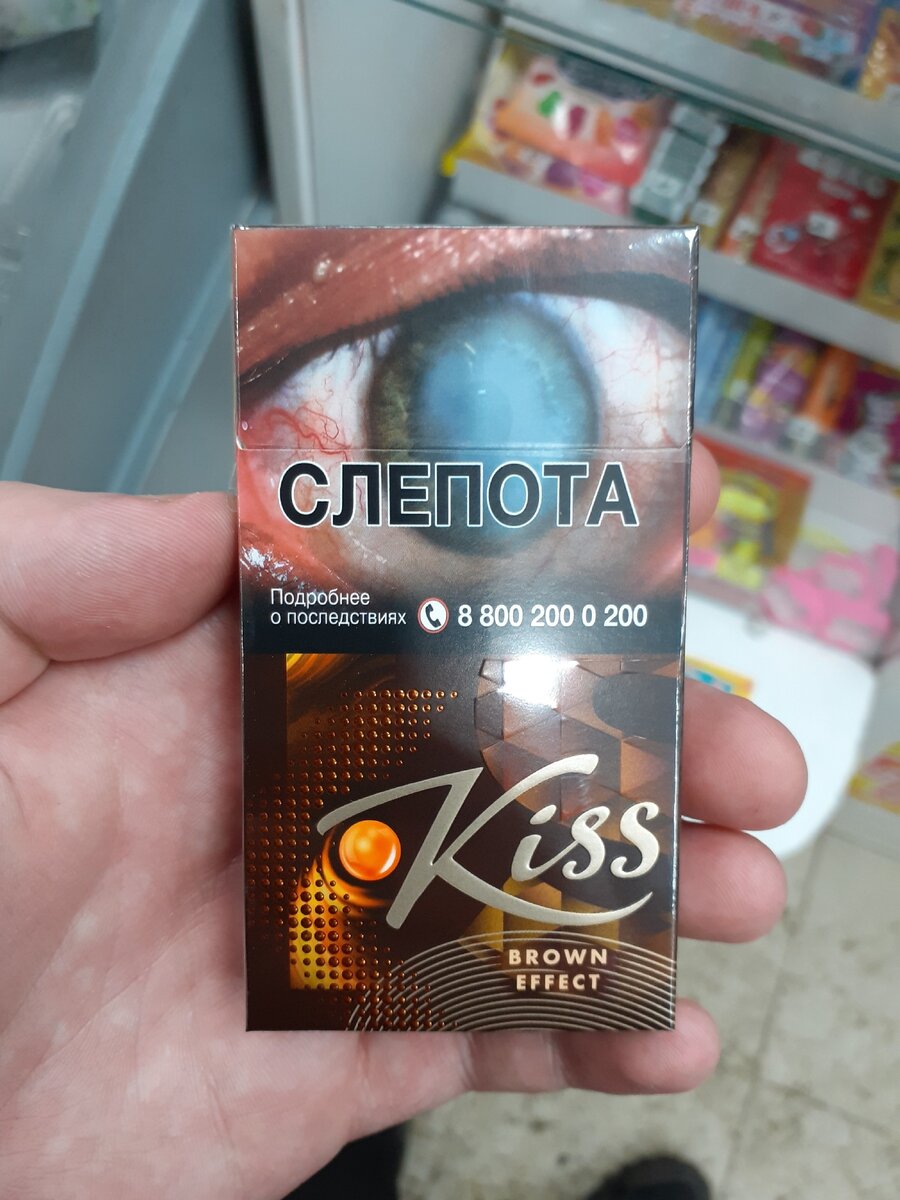 СЛЕПОТА
Подробнее
о последствиях 8 800 200 0 200
Kiss
BROWN
EFFECT